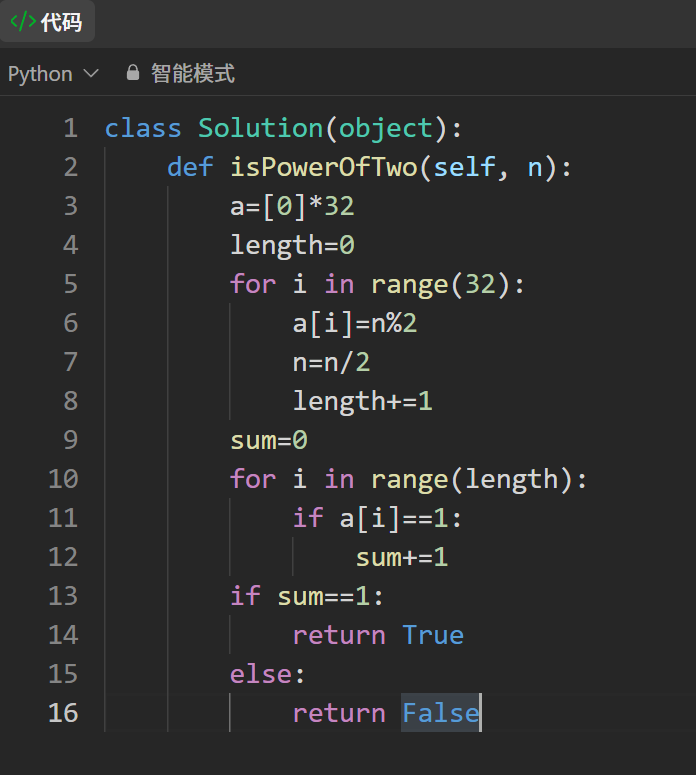 </> 代码
Python 智能模式
1 class Solution(object):
2     def isPowerOfTwo(self, n):
3         a=[0]*32
4         length=0
5         for i in range(32):
6             a[i]=n%2
7             n=n/2
8             length+=1
9         sum=0
10         for i in range(length):
11             if a[i]==1:
12                 sum+=1
13         if sum==1:
14             return True
15         else:
16             return False